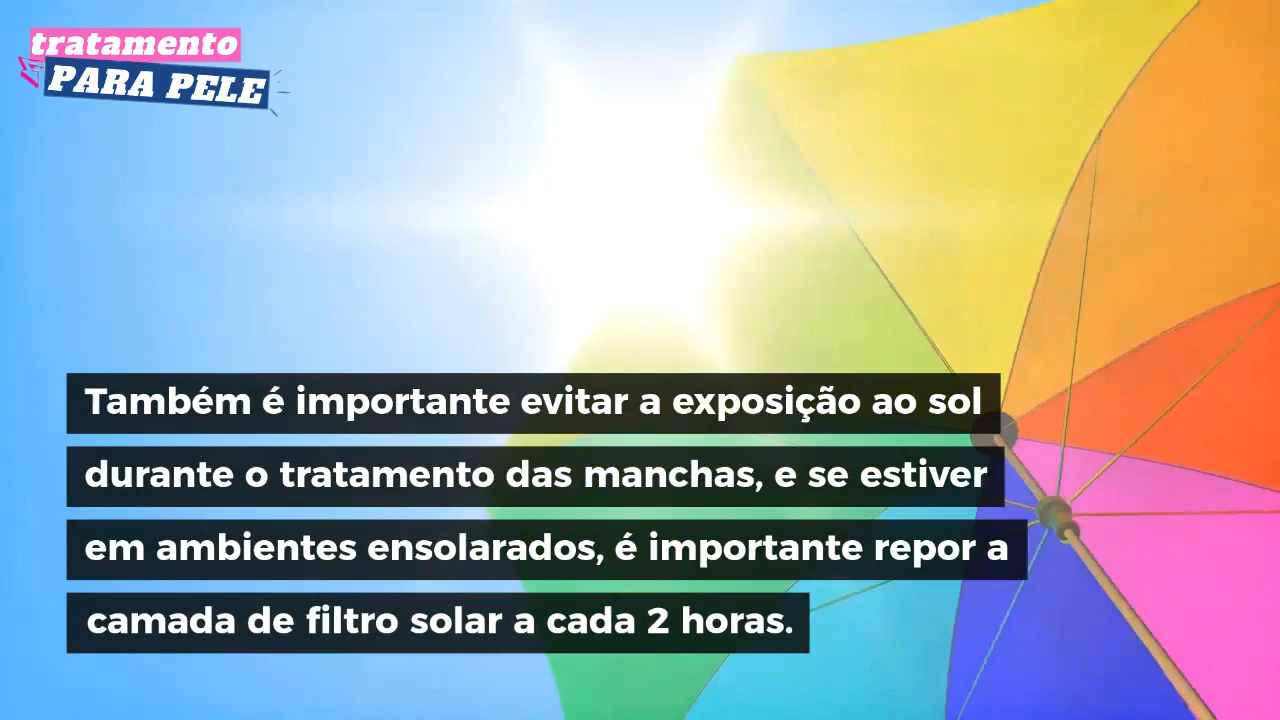 tratamento
PARA PELE
Também é importante evitar a exposição ao sol
durante o tratamento das manchas, e se estiver
em ambientes ensolarados, é importante repor a
camada de filtro solar a cada 2 horas.